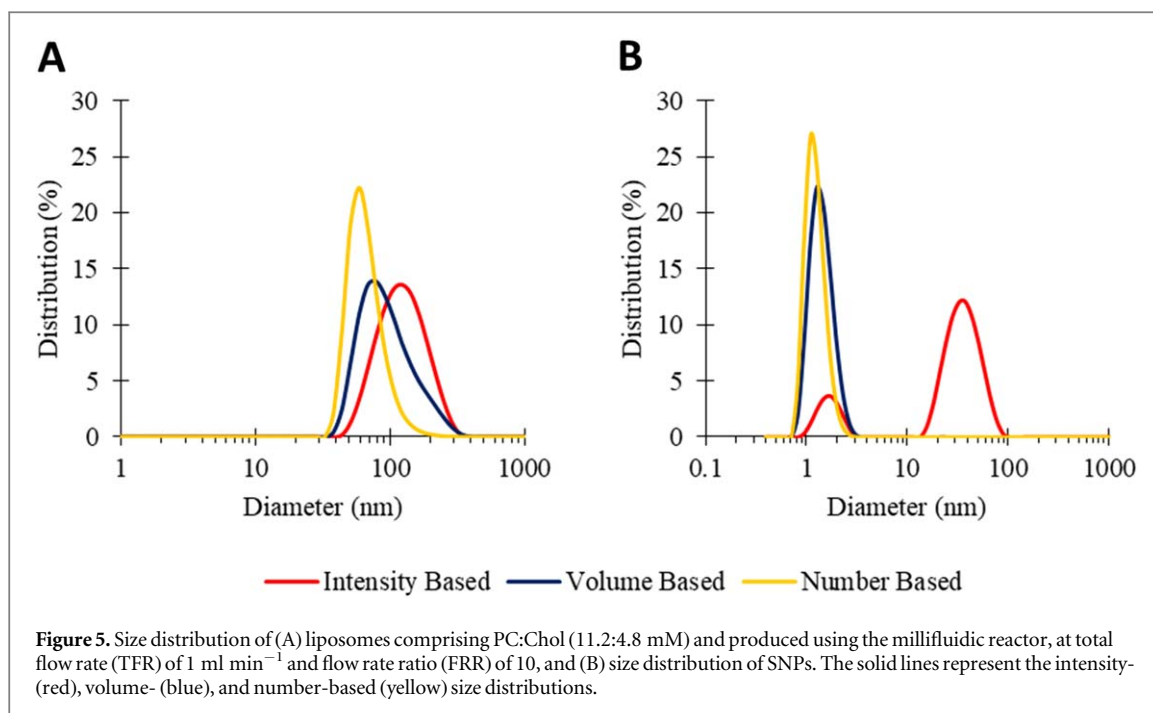 A
B
30
25
20
15
10
5
0
Distribution (%)
1
10
100
1000
Diameter (nm)
30
25
20
15
10
5
0
Distribution (%)
0.1
1
10
100
1000
Diameter (nm)
Intensity Based
Volume Based
Number Based
Figure 5. Size distribution of (A) liposomes comprising PC:Chol (11.2:4.8 mM) and produced using the millifluidic reactor, at total
flow rate (TFR) of 1 ml min⁻¹ and flow rate ratio (FRR) of 10, and (B) size distribution of SNPs. The solid lines represent the intensity-
(red), volume- (blue), and number-based (yellow) size distributions.